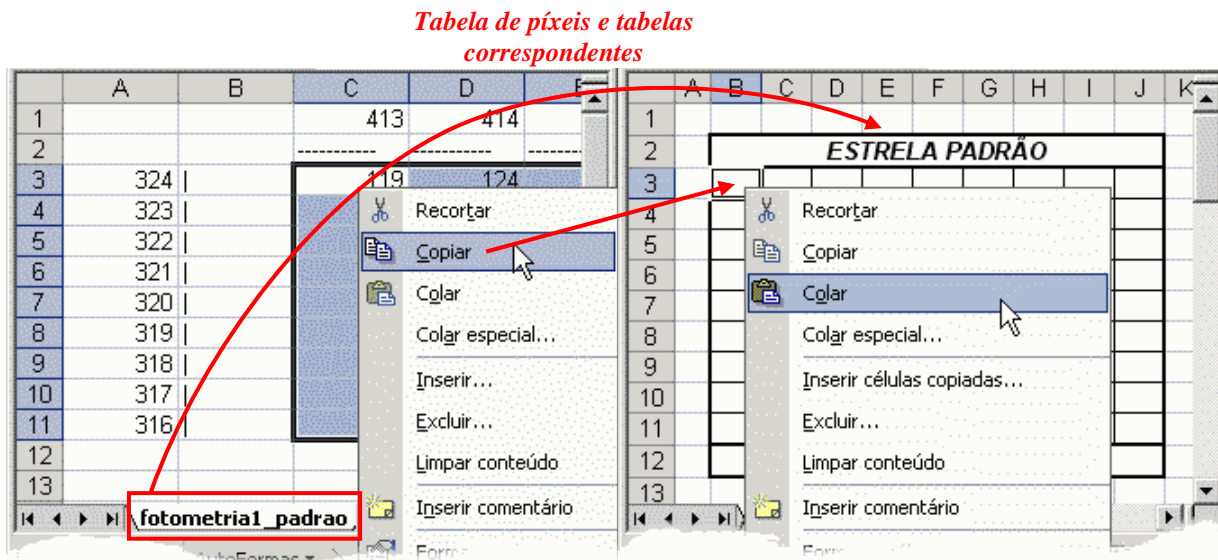 Tabela de píxeis e tabelas
correspondentes
A B C D E
1 413 414
2 ----------- ----------- -------
3 324 | 119 124
4 323 |
5 322 |
6 321 |
7 320 |
8 319 |
9 318 |
10 317 |
11 316 |
12
13
Recortar
Copiar
Colar
Colar especial...
Inserir...
Excluir...
Limpar conteúdo
Inserir comentário
fotometria1_padrao
AutoFormas
A B C D E F G H I J K
1
2 ESTRELA PADRÃO
3
4
5
6
7
8
9
10
11
12
13
Recortar
Copiar
Colar
Colar especial...
Inserir células copiadas...
Excluir...
Limpar conteúdo
Inserir comentário